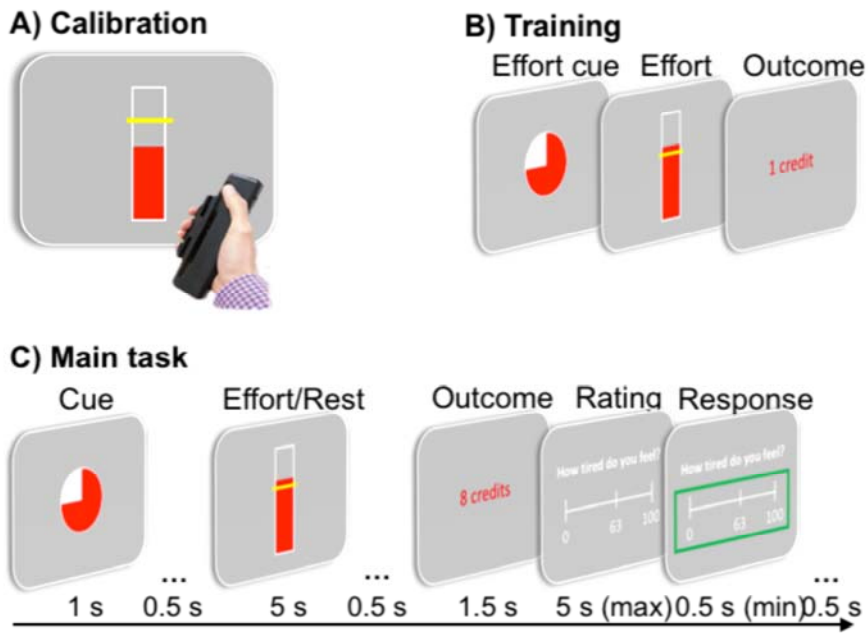 A) Calibration
B) Training
Effort cue Effort Outcome
1 credit
C) Main task
Cue Effort/Rest Outcome Rating Response
8 credits
How tired do you feel?
0 63 100
How tired do you feel?
0 63 100
... ... ...
1 s 0.5 s 5 s 0.5 s 1.5 s 5 s (max) 0.5 s (min) 0.5 s